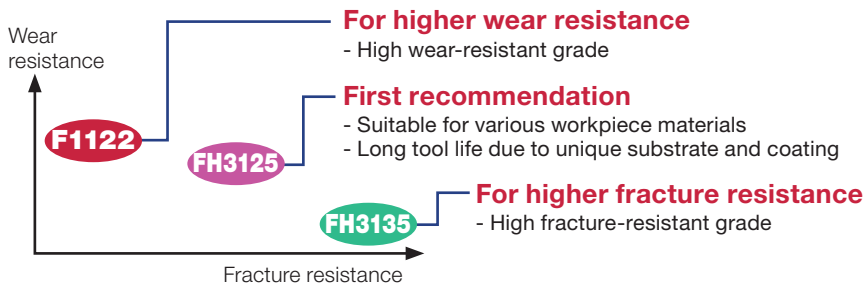 For higher wear resistance
- High wear-resistant grade
Wear
resistance
First recommendation
- Suitable for various workpiece materials
- Long tool life due to unique substrate and coating
F1122
FH3125
For higher fracture resistance
- High fracture-resistant grade
FH3135
Fracture resistance